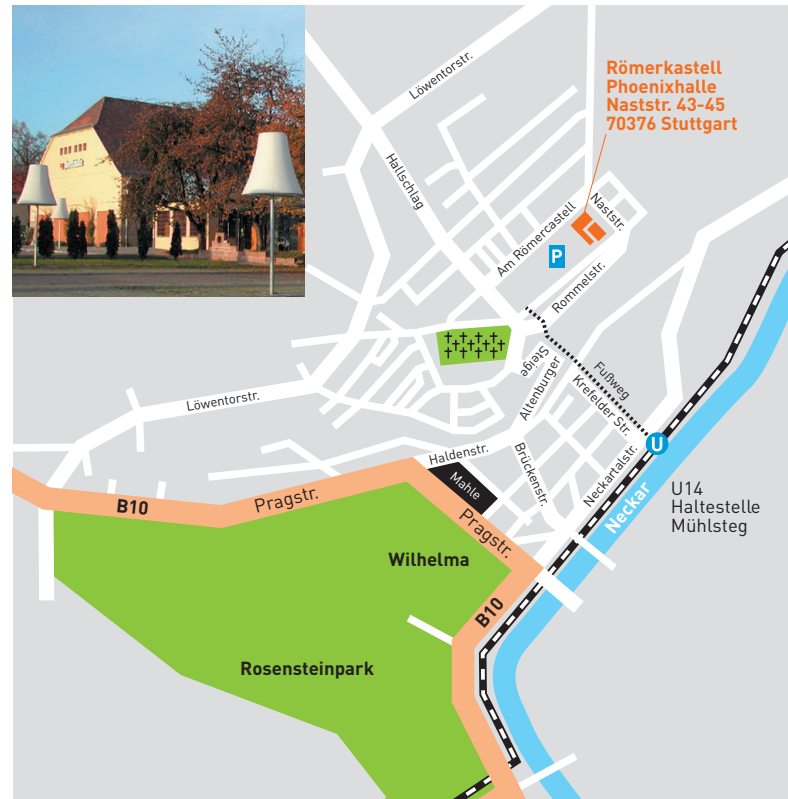 Römerkastell
Phoenixhalle
Naststr. 43-45
70376 Stuttgart
Löwentorstr.
Hallschlag
Naststr.
Am Römercastell
P
Rommelstr.
Steige
Altenburger
Fußweg
Krefelder Str.
Löwentorstr.
Haldenstr.
Brückenstr.
Neckartalstr.
U
Mahle
U14
Haltestelle
Mühlsteg
Neckar
B10
Pragstr.
Pragstr.
Wilhelma
B10
Rosensteinpark